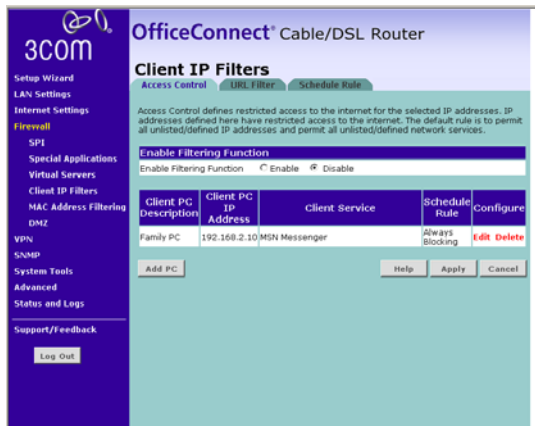 3COM
OfficeConnect® Cable/DSL Router
Setup Wizard
LAN Settings
Internet Settings
Firewall
SPI
Special Applications
Virtual Servers
Client IP Filters
MAC Address Filtering
DMZ
VPN
SNMP
System Tools
Advanced
Status and Logs
Support/Feedback
Log Out
Client IP Filters
Access Control URL Filter Schedule Rule
Access Control defines restricted access to the internet for the selected IP addresses. IP
addresses defined here have restricted access to the internet. The default rule is to permit
all unlisted/defined IP addresses and permit all unlisted/defined network services.
Enable Filtering Function
Enable Filtering Function Enable Disable
Client PC Description Client PC IP Address Client Service Schedule Rule Configure
Family PC 192.168.2.10 MSN Messenger Always Blocking Edit Delete
Add PC Help Apply Cancel